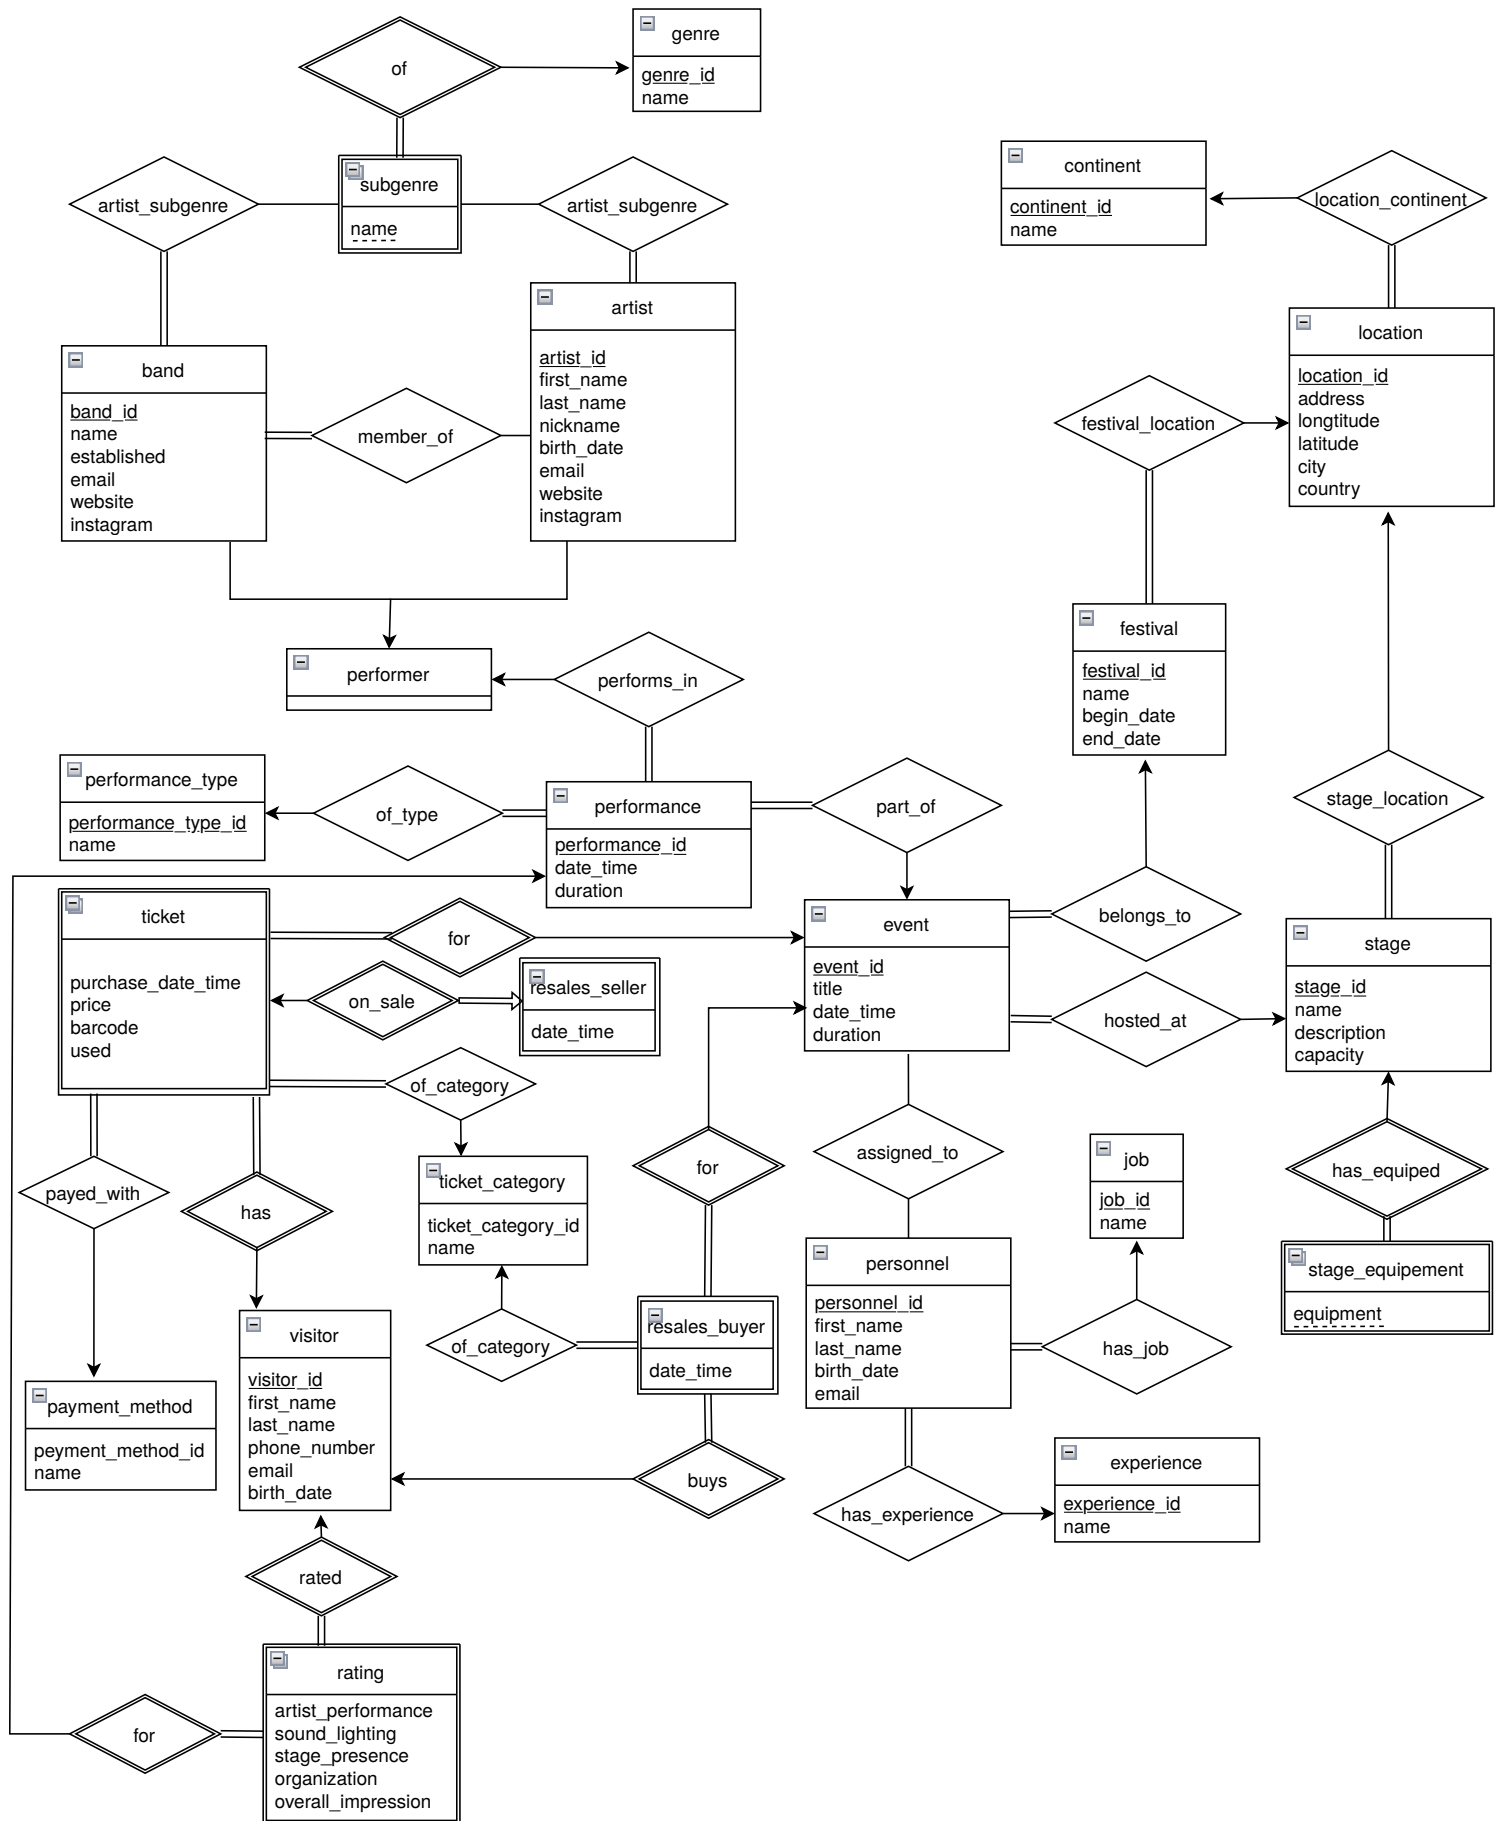 of
genre
genre_id
name
continent
continent_id
name
location_continent
artist_subgenre
subgenre
name
artist_subgenre
artist
artist_id
first_name
last_name
nickname
birth_date
email
website
instagram
band
band_id
name
established
email
website
instagram
member_of
location
location_id
address
longtitude
latitude
city
country
festival_location
festival
festival_id
name
begin_date
end_date
performer
performs_in
performance_type
performance_type_id
name
of_type
performance
performance_id
date_time
duration
part_of
stage_location
ticket
purchase_date_time
price
barcode
used
for
event
event_id
title
date_time
duration
belongs_to
stage
stage_id
name
description
capacity
on_sale
resales_seller
date_time
hosted_at
of_category
ticket_category
ticket_category_id
name
for
assigned_to
job
job_id
name
has_equiped
payed_with
has
stage_equipement
equipment
personnel
personnel_id
first_name
last_name
birth_date
email
has_job
of_category
resales_buyer
date_time
visitor
visitor_id
first_name
last_name
phone_number
email
birth_date
payment_method
peyment_method_id
name
buys
has_experience
experience
experience_id
name
rated
rating
artist_performance
sound_lighting
stage_presence
organization
overall_impression
for